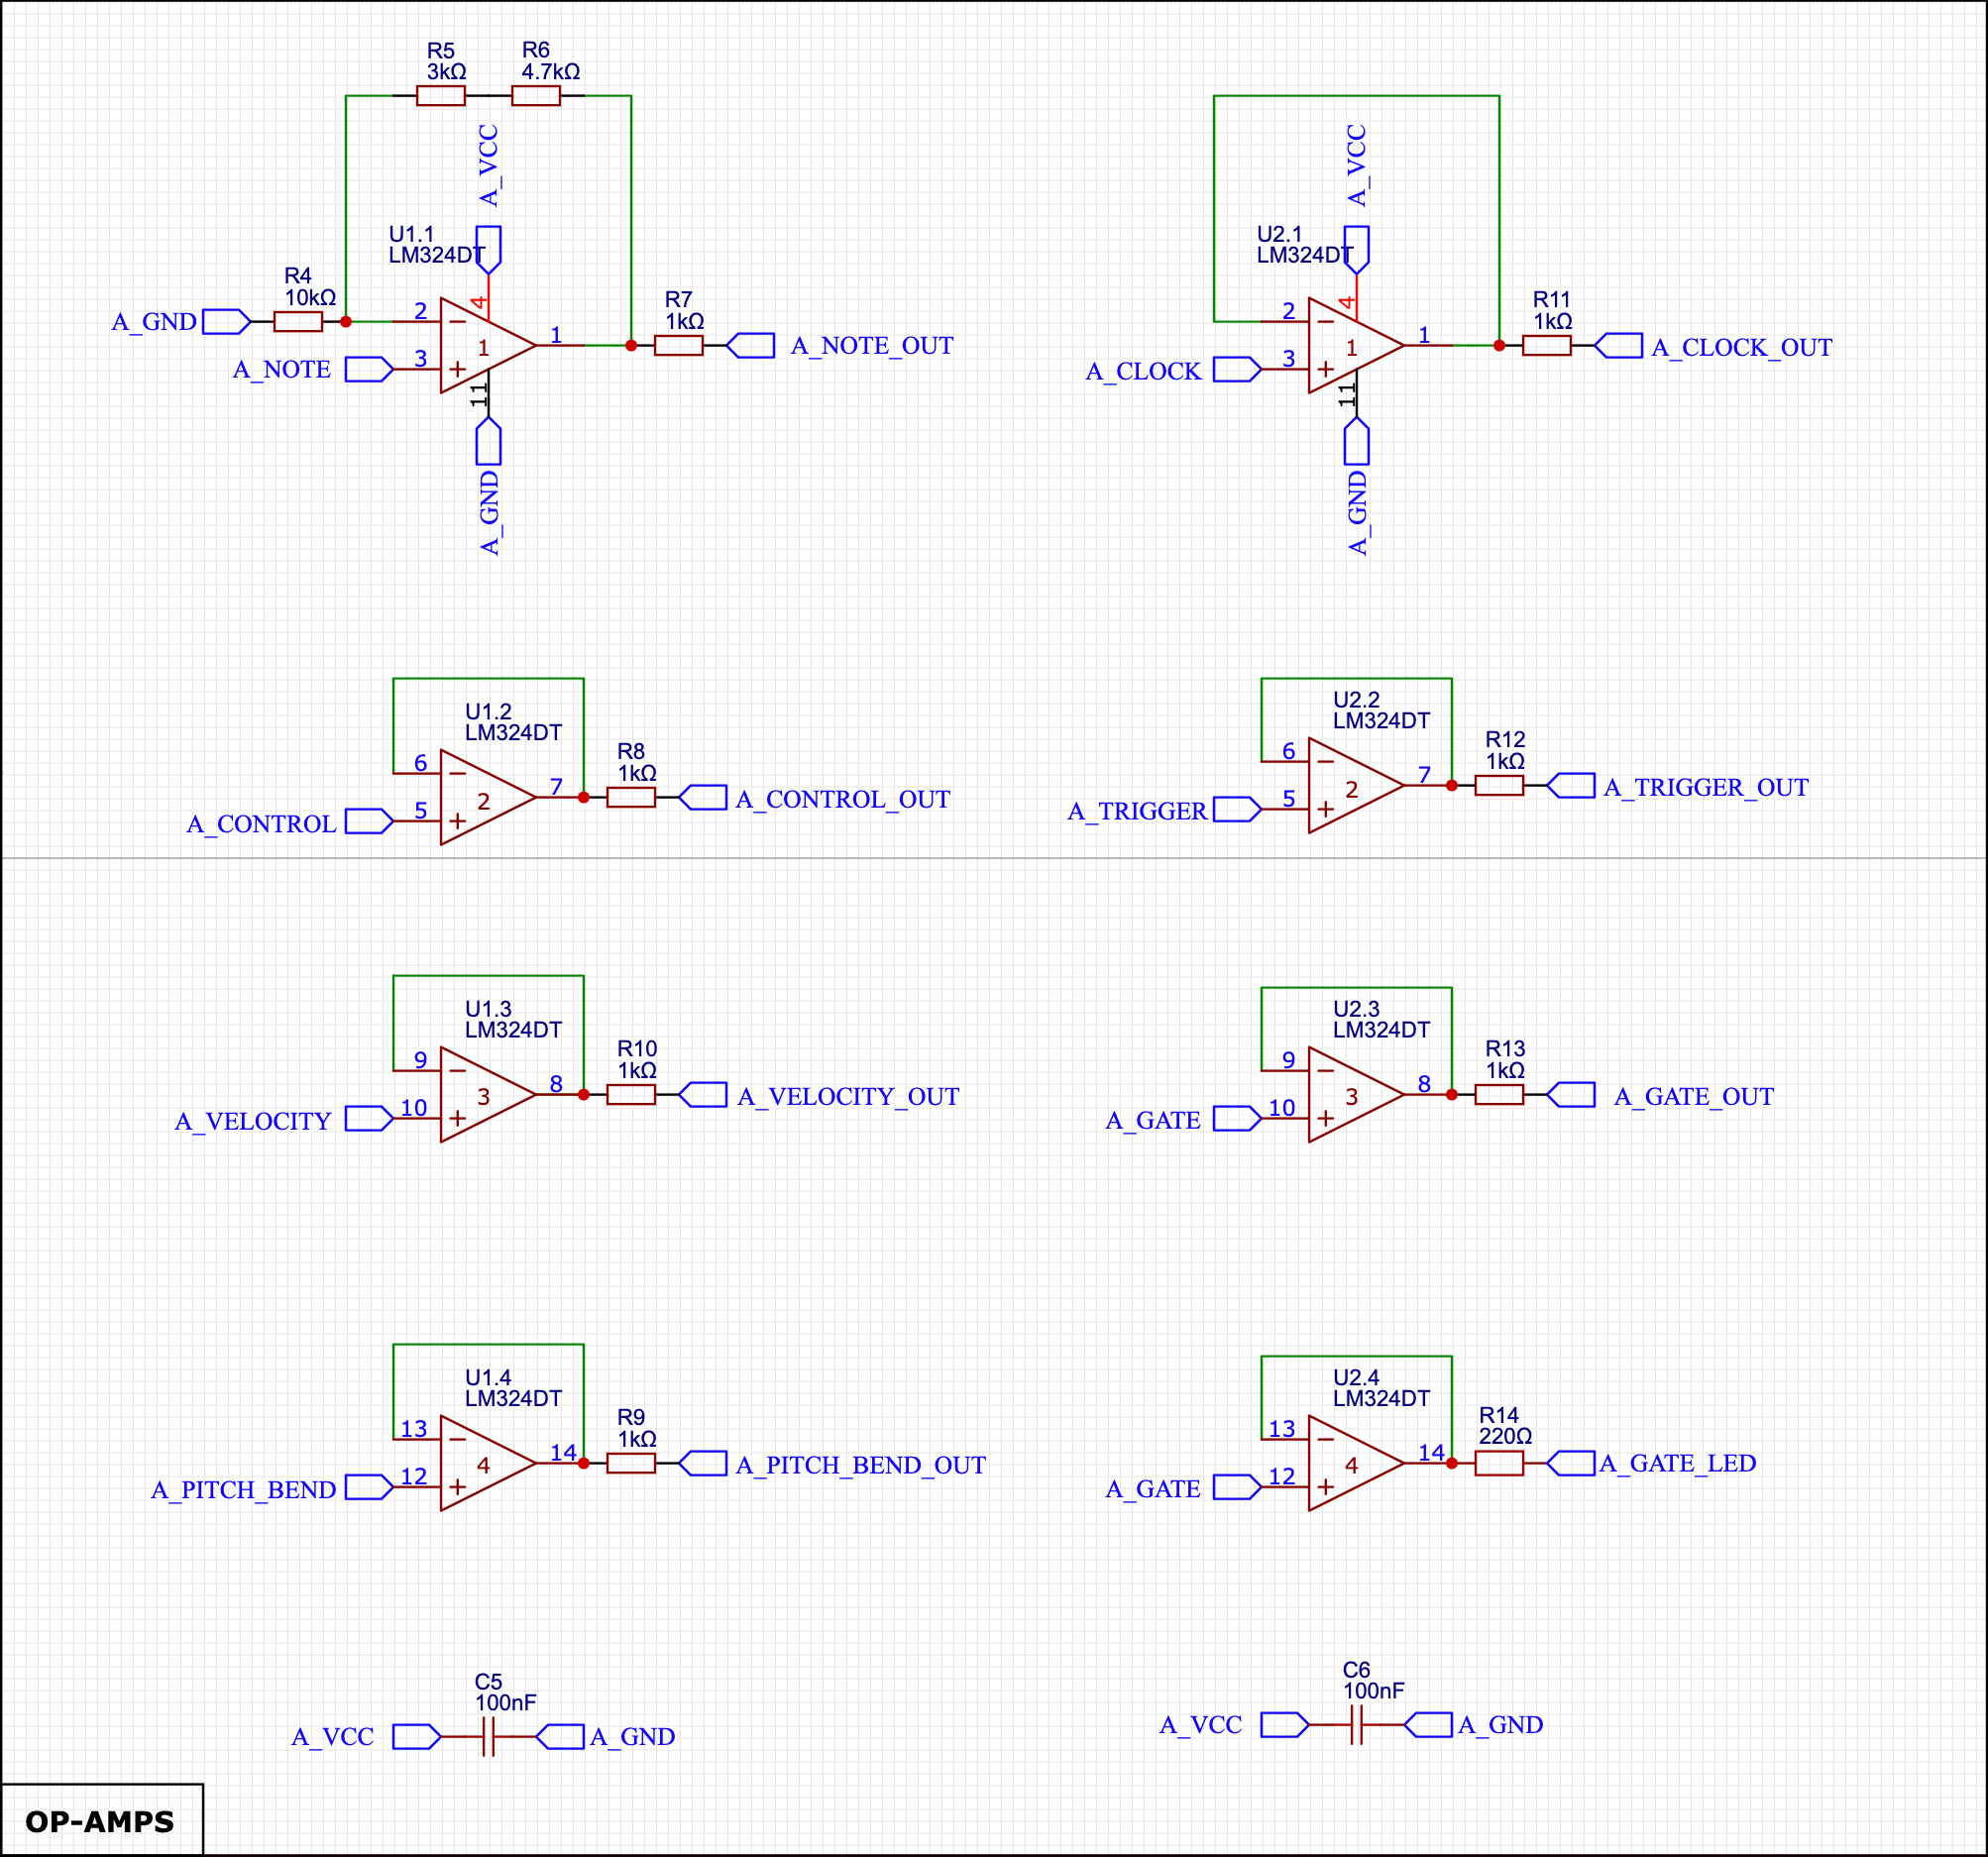 R5
3kΩ
R6
4.7kΩ
A_VCC
U1.1
LM324DT
4
R4
10kΩ
A_GND
2
1
1
3
A_NOTE
11
R7
1kΩ
A_NOTE_OUT
A_GND
A_VCC
U2.1
LM324DT
4
2
1
1
3
A_CLOCK
11
R11
1kΩ
A_CLOCK_OUT
A_GND
U1.2
LM324DT
6
2
7
5
A_CONTROL
R8
1kΩ
A_CONTROL_OUT
U2.2
LM324DT
6
2
7
5
A_TRIGGER
R12
1kΩ
A_TRIGGER_OUT
U1.3
LM324DT
9
3
8
10
A_VELOCITY
R10
1kΩ
A_VELOCITY_OUT
U2.3
LM324DT
9
3
8
10
A_GATE
R13
1kΩ
A_GATE_OUT
U1.4
LM324DT
13
4
14
12
A_PITCH_BEND
R9
1kΩ
A_PITCH_BEND_OUT
U2.4
LM324DT
13
4
14
12
A_GATE
R14
220Ω
A_GATE_LED
C5
100nF
A_VCC
A_GND
C6
100nF
A_VCC
A_GND
OP-AMPS